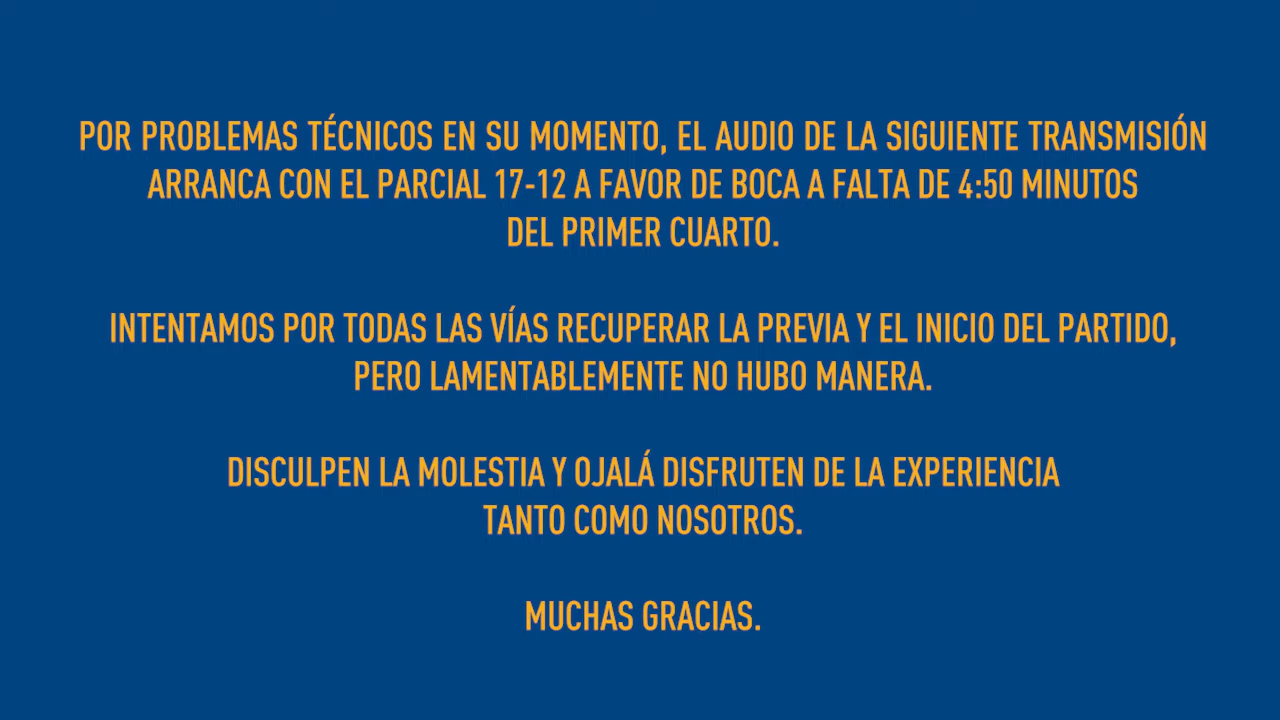 POR PROBLEMAS TÉCNICOS EN SU MOMENTO, EL AUDIO DE LA SIGUIENTE TRANSMISIÓN
ARRANCA CON EL PARCIAL 17-12 A FAVOR DE BOCA A FALTA DE 4:50 MINUTOS
DEL PRIMER CUARTO.
INTENTAMOS POR TODAS LAS VÍAS RECUPERAR LA PREVIA Y EL INICIO DEL PARTIDO,
PERO LAMENTABLEMENTE NO HUBO MANERA.
DISCULPEN LA MOLESTIA Y OJALÁ DISFRUTEN DE LA EXPERIENCIA
TANTO COMO NOSOTROS.
MUCHAS GRACIAS.